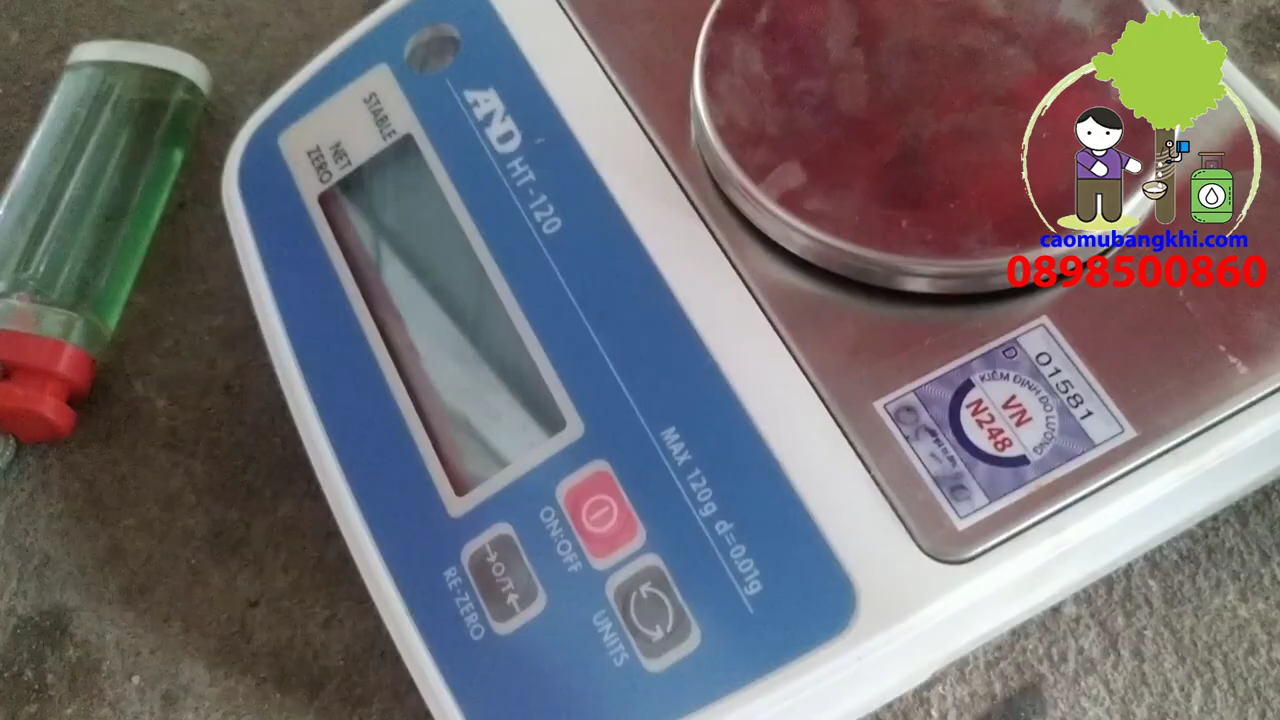 STABLE
NET
ZERO
AND HT-120
MAX 120g d=0.01g
ON:OFF
→O/T←
RE-ZERO
UNITS
D 01581
KIỂM ĐỊNH ĐO LƯỜNG
VN
N248
caomubangkhi.com
0898500860